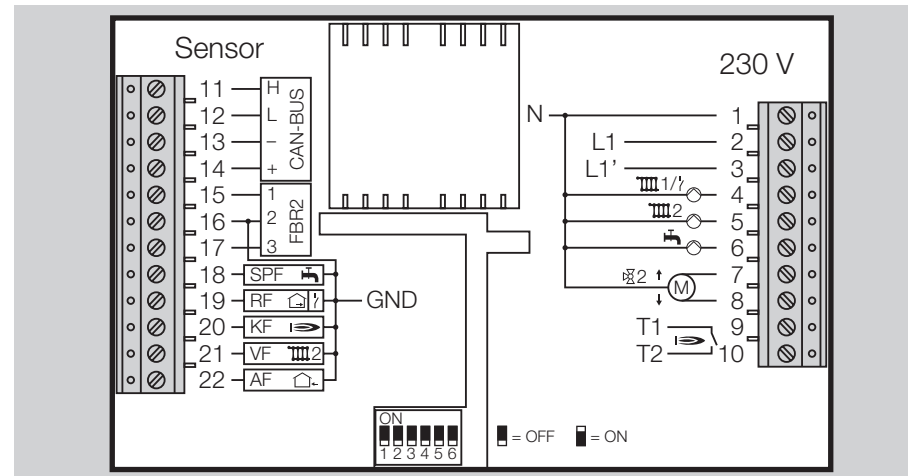 Sensor
11 H
12 L
13 –
14 +
CAN-BUS
15 1
16 2
17 3
FBR2
18 SPF
19 RF
20 KF
21 VF 2
22 AF
GND
ON
1 2 3 4 5 6
= OFF
= ON
230 V
N 1
L1 2
L1’ 3
1/ 4
2 5
6
2 M 7
8
T1 9
T2 10